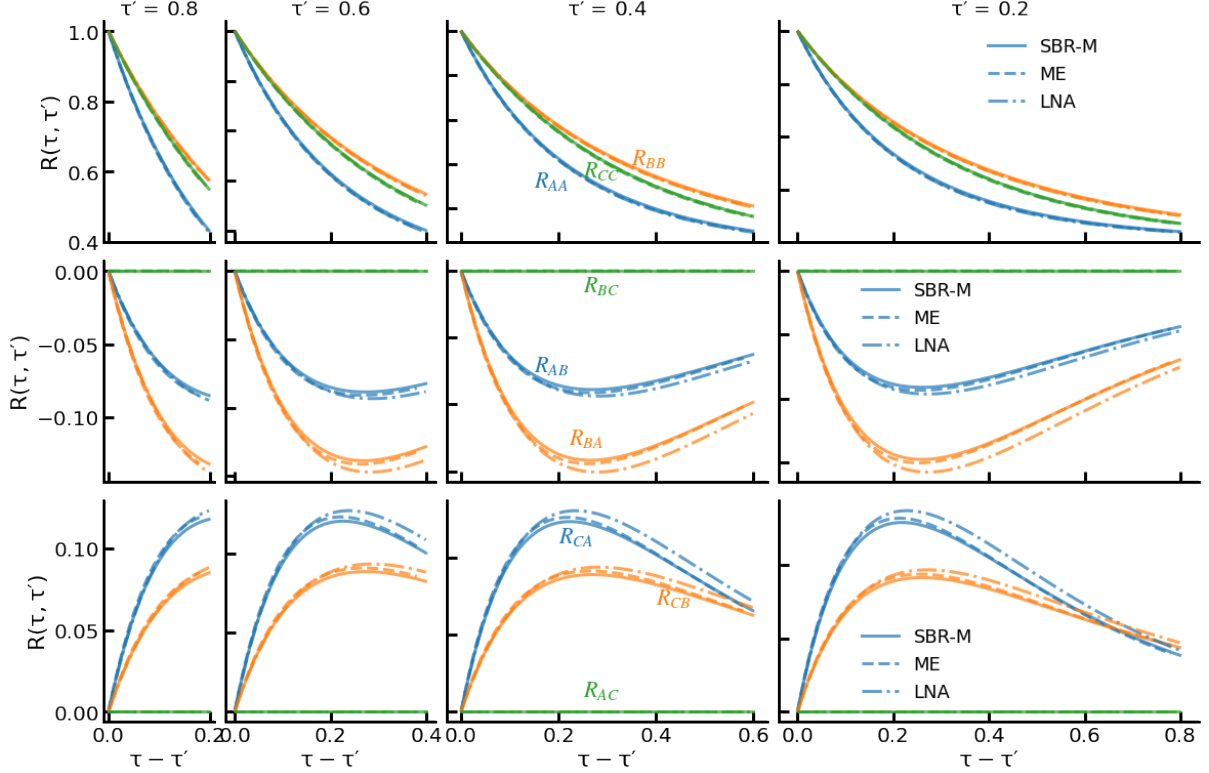 τ′ = 0.8 τ′ = 0.6 τ′ = 0.4 τ′ = 0.2
1.0
0.8
0.6
0.4
R(τ, τ′)
R_AA
R_CC
R_BB
SBR-M
ME
LNA
0.00
−0.05
−0.10
R(τ, τ′)
R_BC
R_AB
R_BA
SBR-M
ME
LNA
0.10
0.05
0.00
R(τ, τ′)
R_CA
R_CB
R_AC
SBR-M
ME
LNA
0.0 0.2 0.0 0.2 0.4 0.0 0.2 0.4 0.6 0.0 0.2 0.4 0.6 0.8
τ − τ′ τ − τ′ τ − τ′ τ − τ′